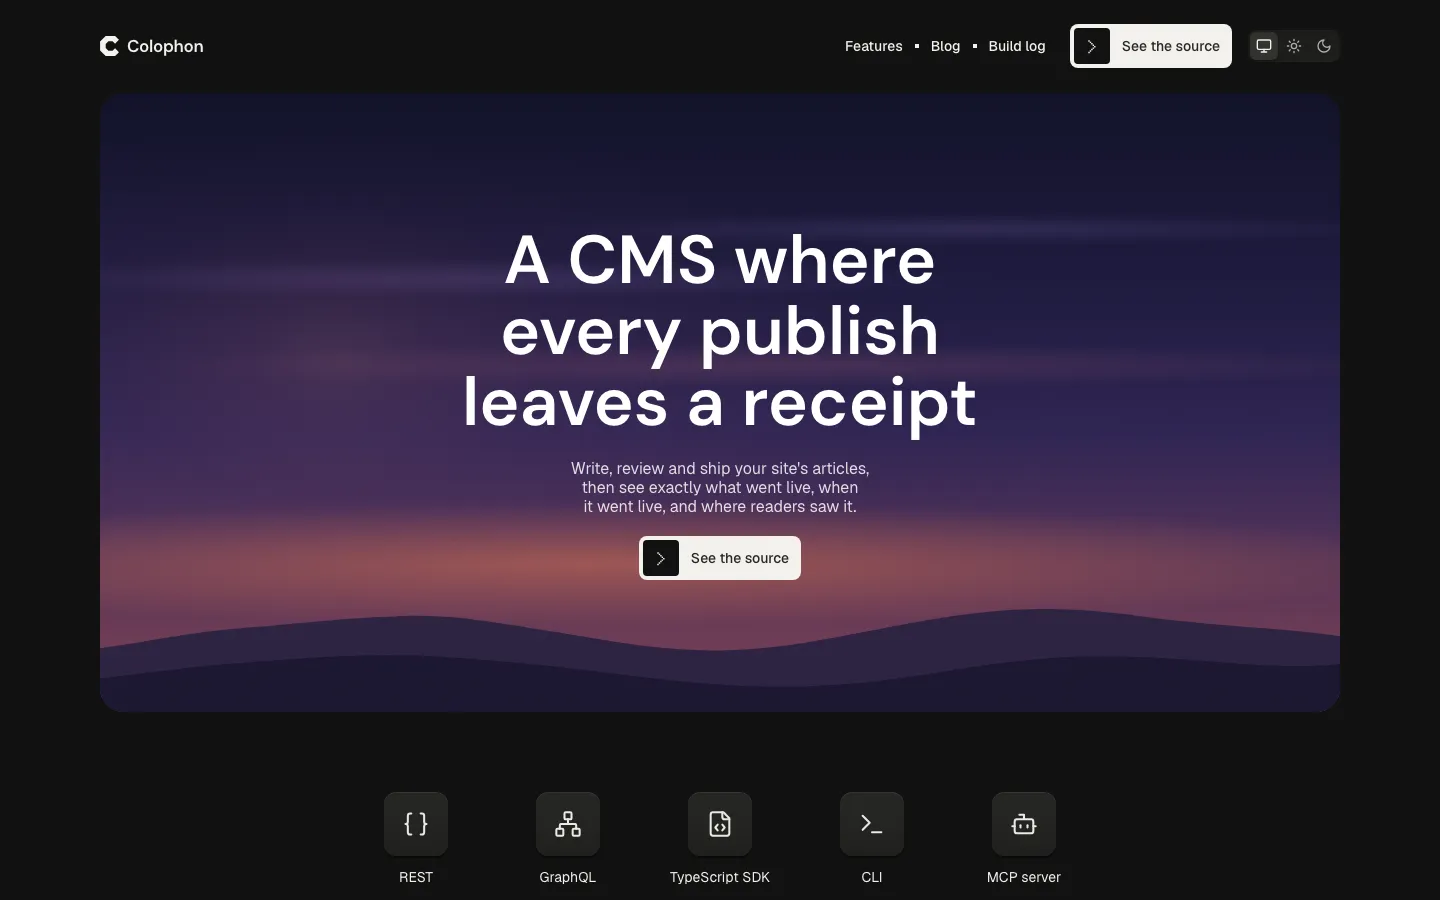 Colophon
Features
Blog
Build log
See the source
A CMS where
every publish
leaves a receipt
Write, review and ship your site's articles,
then see exactly what went live, when
it went live, and where readers saw it.
See the source
REST
GraphQL
TypeScript SDK
CLI
MCP server